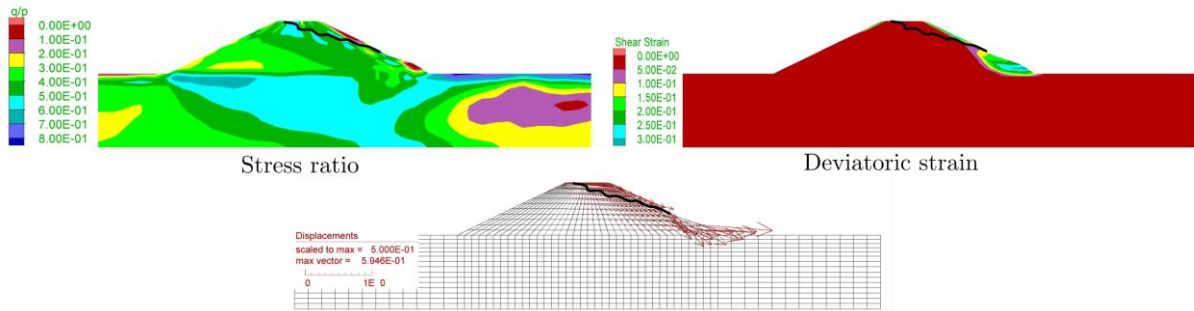 q/p
0.00E+00
1.00E-01
2.00E-01
3.00E-01
4.00E-01
5.00E-01
6.00E-01
7.00E-01
8.00E-01
Stress ratio
Shear Strain
0.00E+00
5.00E-02
1.00E-01
1.50E-01
2.00E-01
2.50E-01
3.00E-01
Deviatoric strain
Displacements
scaled to max = 5.000E-01
max vector = 5.946E-01
0 1E 0